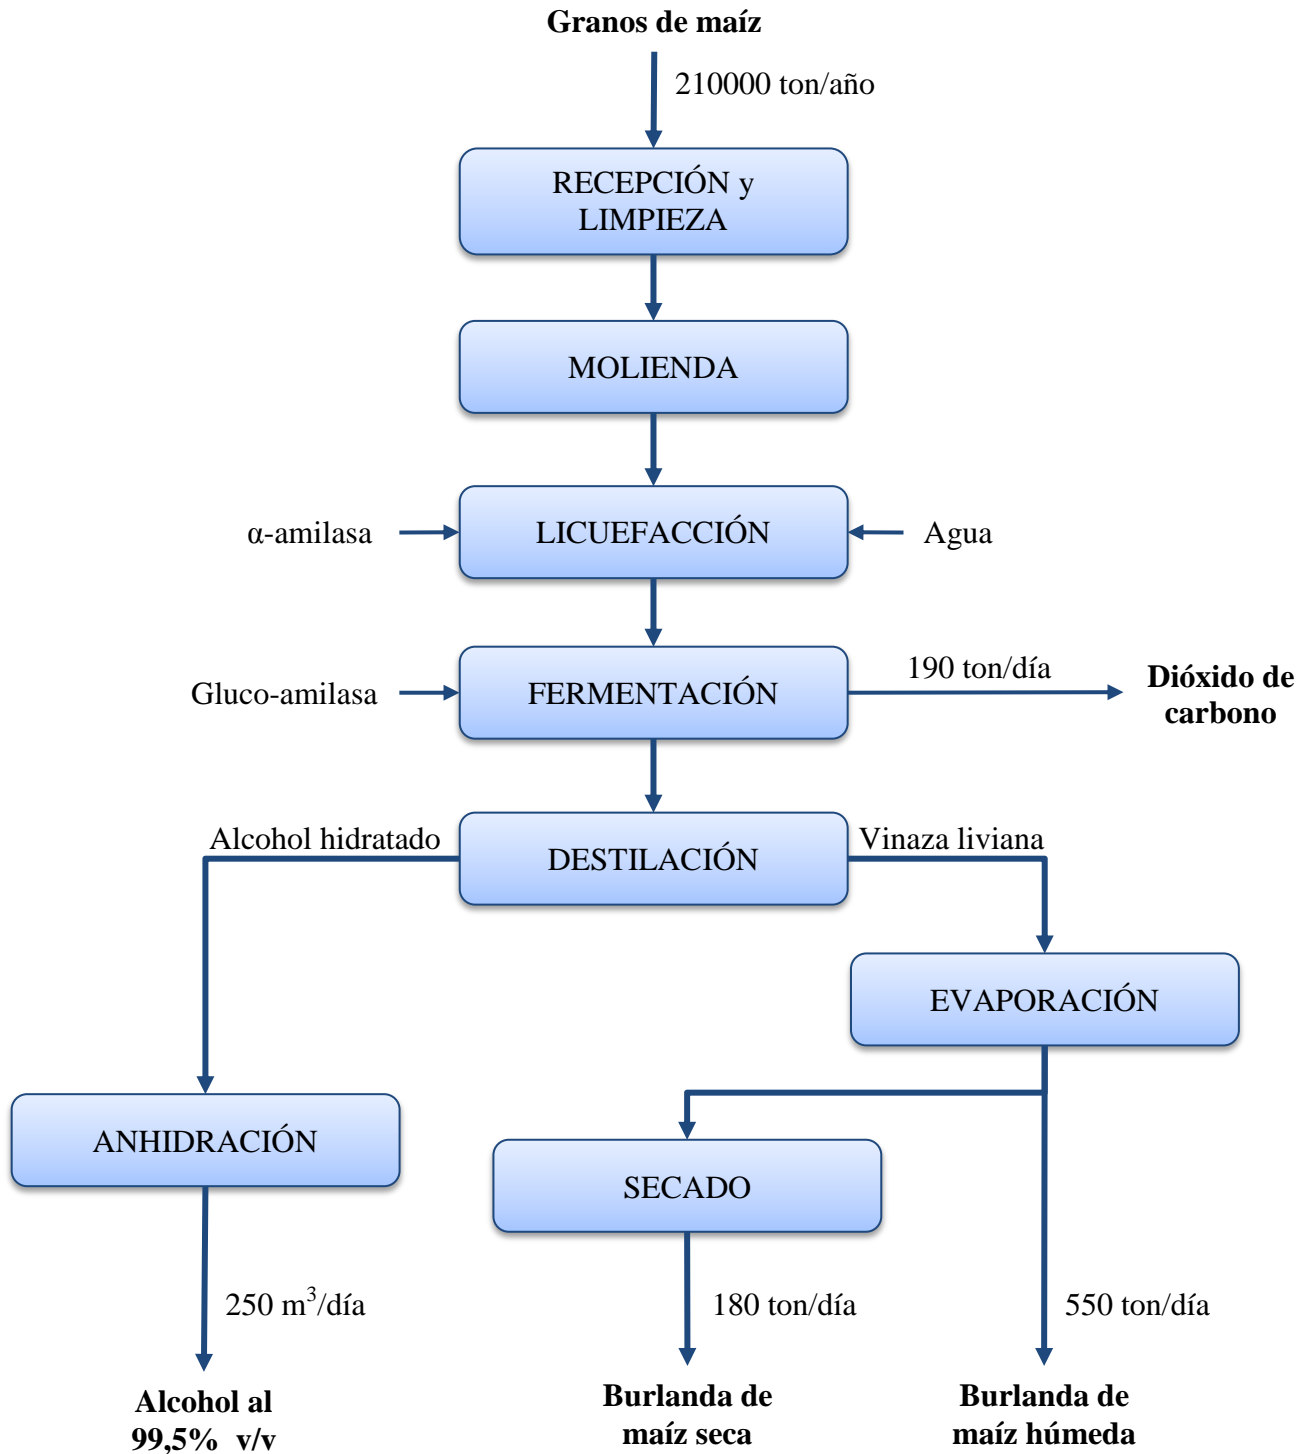 Granos de maíz
210000 ton/año
RECEPCIÓN y
LIMPIEZA
MOLIENDA
α-amilasa
LICUEFACCIÓN
Agua
Gluco-amilasa
FERMENTACIÓN
190 ton/día
Dióxido de
carbono
Alcohol hidratado
DESTILACIÓN
Vinaza liviana
EVAPORACIÓN
ANHIDRACIÓN
SECADO
250 m³/día
180 ton/día
550 ton/día
Alcohol al
99,5% v/v
Burlanda de
maíz seca
Burlanda de
maíz húmeda